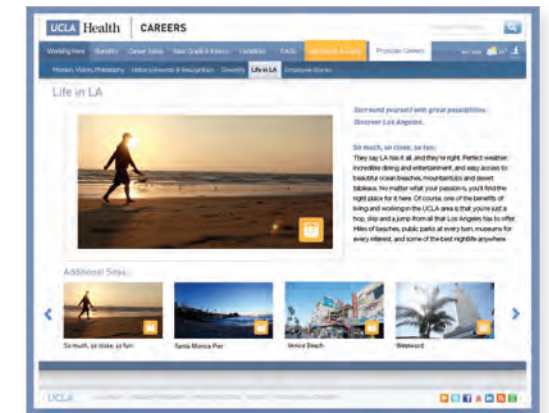 UCLA Health CAREERS
Working Here Benefits Career Areas New Grads & Interns Locations FAQs Physician Careers
Mission, Vision, Philosophy History/Awards & Recognition Diversity Life in LA Employee Stories
Life in LA
Surround yourself with great possibilities.
Discover Los Angeles.
So much, so close, so fun.
They say LA has it all, and they're right. Perfect weather,
incredible dining and entertainment, and easy access to
beautiful ocean beaches, mountaintops and desert
tableaus. No matter what your passion is, you'll find the
right place for it here. Of course, one of the benefits of
living and working in the UCLA area is that you're just a
hop, skip and a jump from all that Los Angeles has to offer.
Miles of beaches, public parks at every turn, museums for
every interest, and some of the best nightlife anywhere
Additional Sites...
So much, so close, so fun Santa Monica Pier Venice Beach Westwood
UCLA